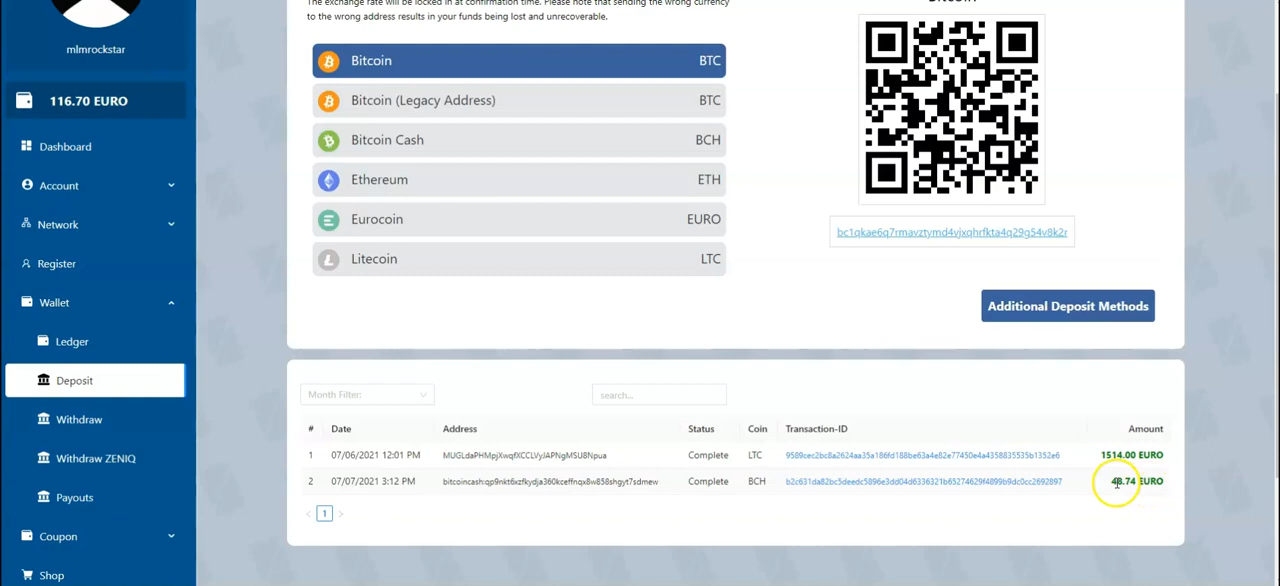 The exchange rate will be locked in at confirmation time. Please note that sending the wrong currency
to the wrong address results in your funds being lost and unrecoverable.
mlmrockstar
116.70 EURO
Dashboard
Account
Network
Register
Wallet
Ledger
Deposit
Withdraw
Withdraw ZENIQ
Payouts
Coupon
Shop
Bitcoin BTC
Bitcoin (Legacy Address) BTC
Bitcoin Cash BCH
Ethereum ETH
Eurocoin EURO
Litecoin LTC
bc1qkae6q7rmavztymd4vjxqhrfkta4q29g54v8k2r
Additional Deposit Methods
Month Filter:
search...
# Date Address Status Coin Transaction-ID Amount
1 07/06/2021 12:01 PM MUGLdaPHMpjXwqfXCCLVyJAPNgMSU8Npua Complete LTC 9589cec2bc8a2624aa35a186fd188be63a4e82e77450e4a4358835535b1352e6 1514.00 EURO
2 07/07/2021 3:12 PM bitcoincash:qp9nkt6xzfkydja360kceffnqx8w858shgyt7sdmew Complete BCH b2c631da82bc5deedc5896e3dd04d6336321b65274629f4899b9dc0cc2692897 48.74 EURO
1